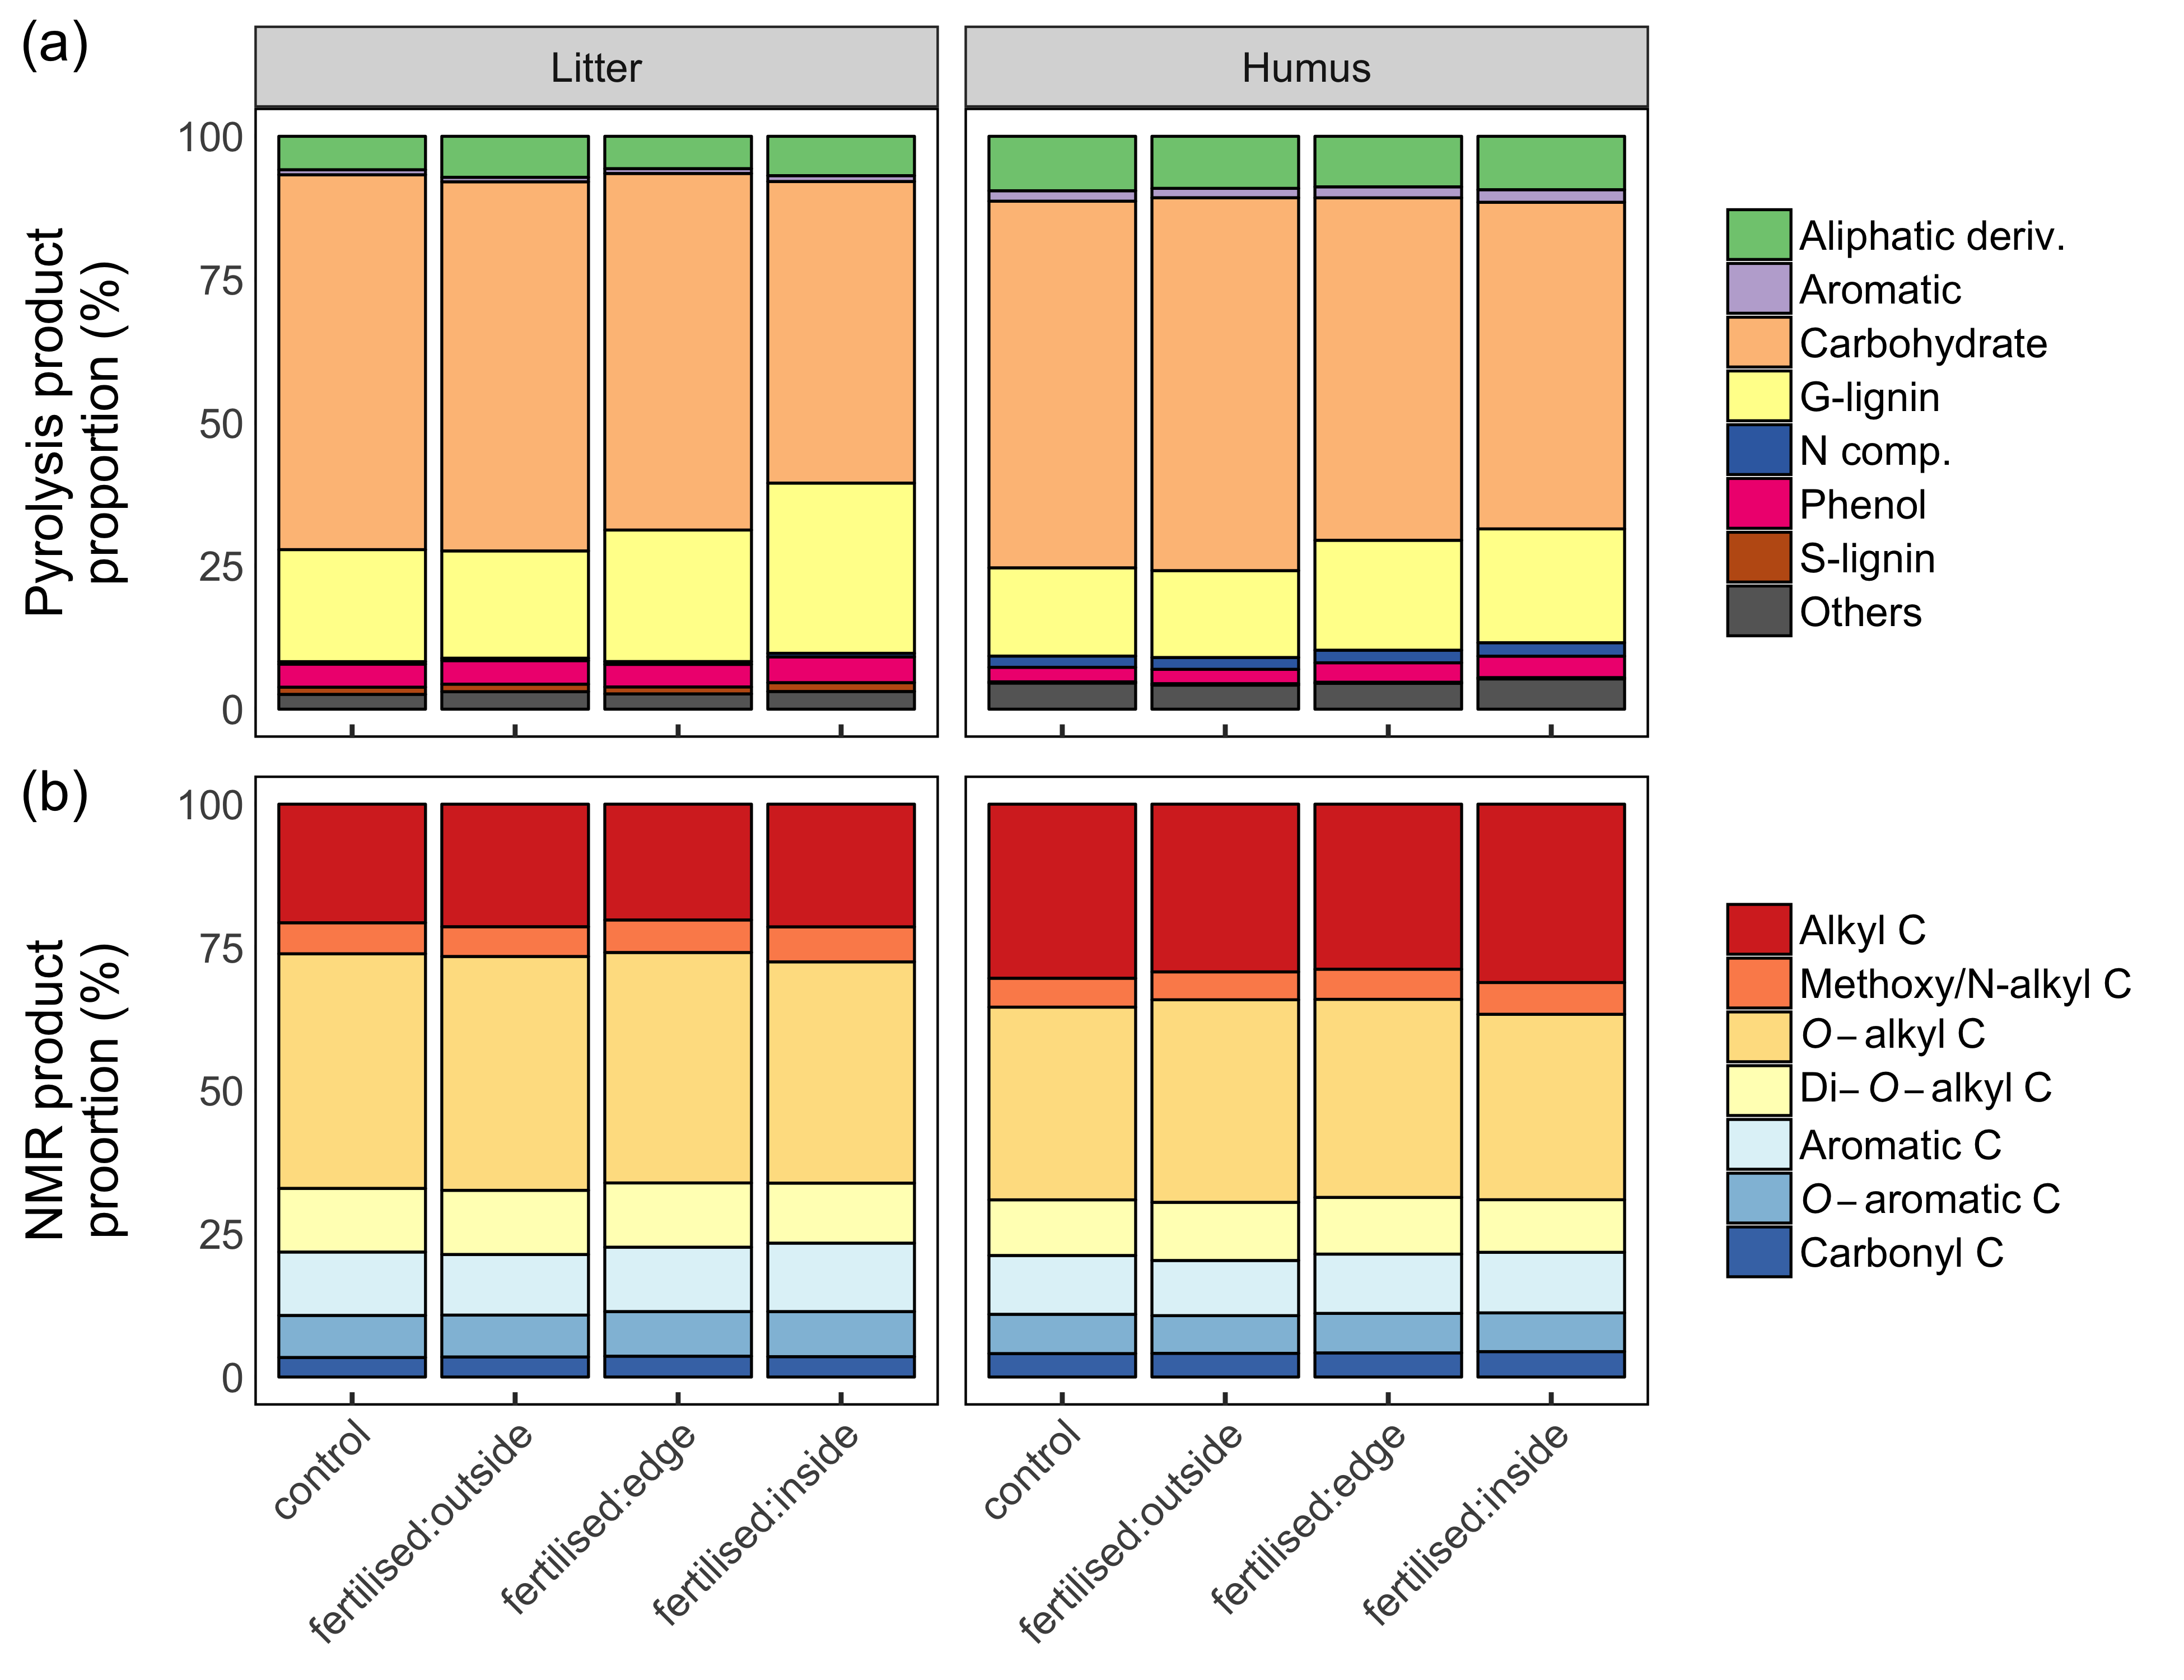 (a)
Litter
Humus
Pyrolysis product
proportion (%)
100
75
50
25
0
Aliphatic deriv.
Aromatic
Carbohydrate
G-lignin
N comp.
Phenol
S-lignin
Others
(b)
NMR product
proortion (%)
100
75
50
25
0
Alkyl C
Methoxy/N-alkyl C
O–alkyl C
Di–O–alkyl C
Aromatic C
O–aromatic C
Carbonyl C
control
fertilised:outside
fertilised:edge
fertilised:inside
control
fertilised:outside
fertilised:edge
fertilised:inside